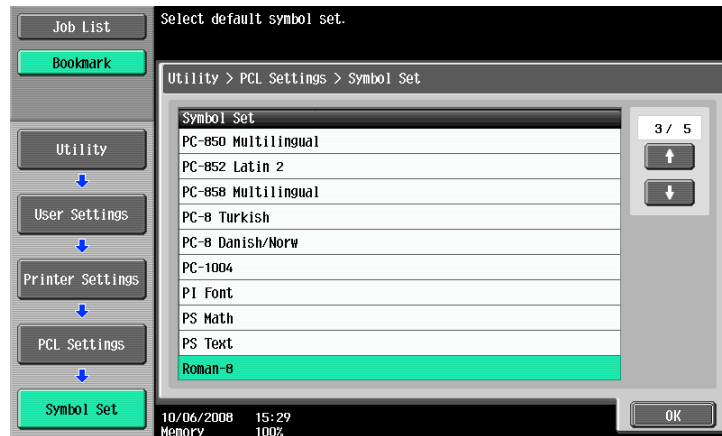 Job List
Bookmark
Utility
User Settings
Printer Settings
PCL Settings
Symbol Set
Select default symbol set.
Utility > PCL Settings > Symbol Set
Symbol Set
PC-850 Multilingual
PC-852 Latin 2
PC-858 Multilingual
PC-8 Turkish
PC-8 Danish/Norw
PC-1004
PI Font
PS Math
PS Text
Roman-8
3/ 5
OK
10/06/2008 15:29
Memory 100%